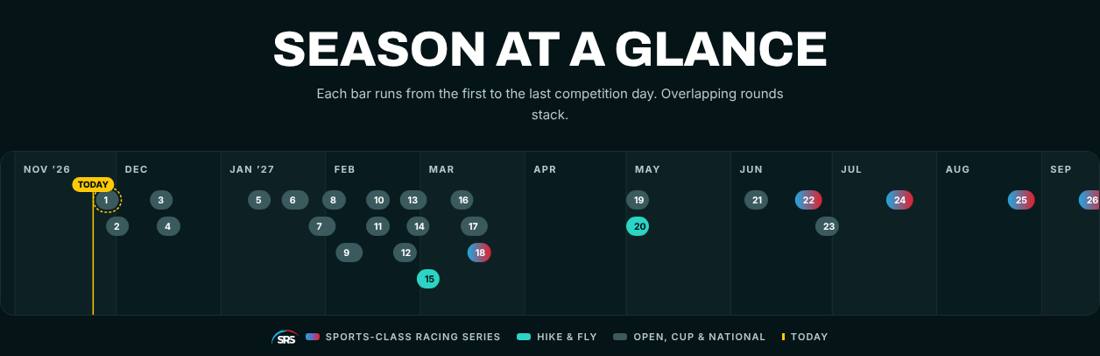 SEASON AT A GLANCE
Each bar runs from the first to the last competition day. Overlapping rounds
stack.
NOV '26 DEC JAN '27 FEB MAR APR MAY JUN JUL AUG SEP
TODAY
1 3 5 6 8 10 13 16 19 21 22 24 25 26
2 4 7 11 14 17 20 23
9 12 18
15
SRS SPORTS-CLASS RACING SERIES HIKE & FLY OPEN, CUP & NATIONAL TODAY